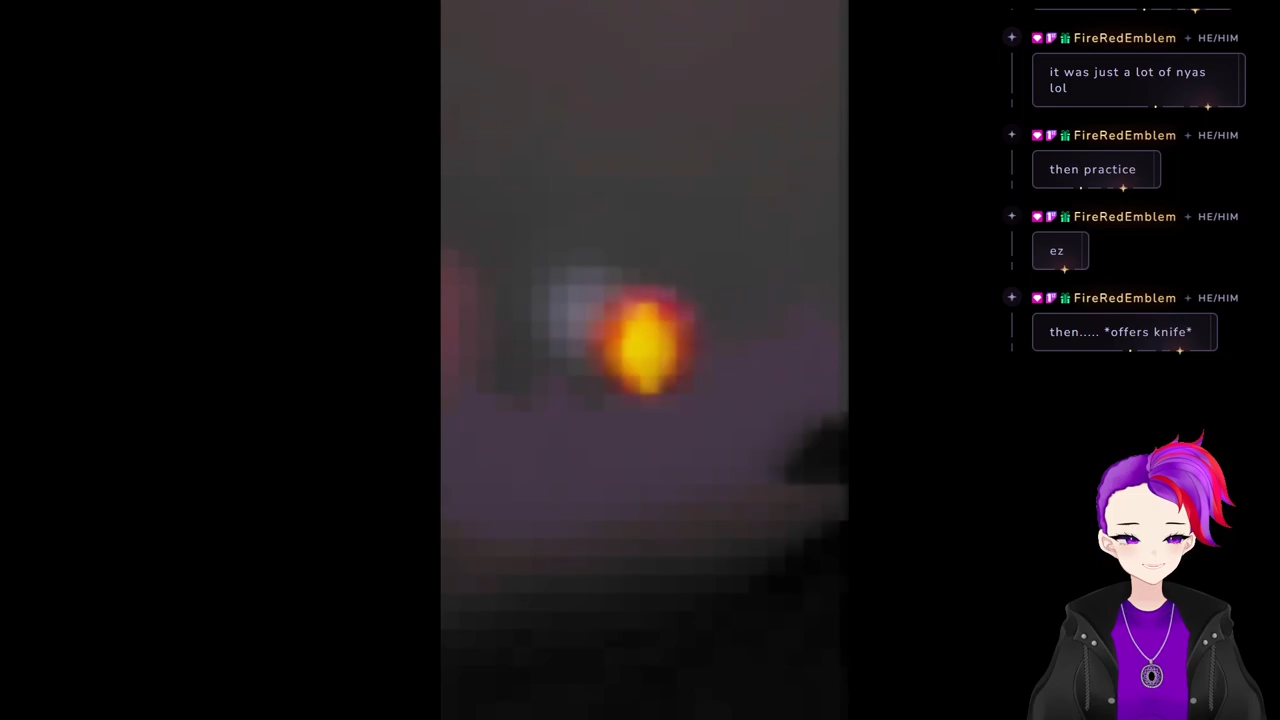 FireRedEmblem HE/HIM
it was just a lot of nyas
lol
FireRedEmblem HE/HIM
then practice
FireRedEmblem HE/HIM
ez
FireRedEmblem HE/HIM
then..... *offers knife*